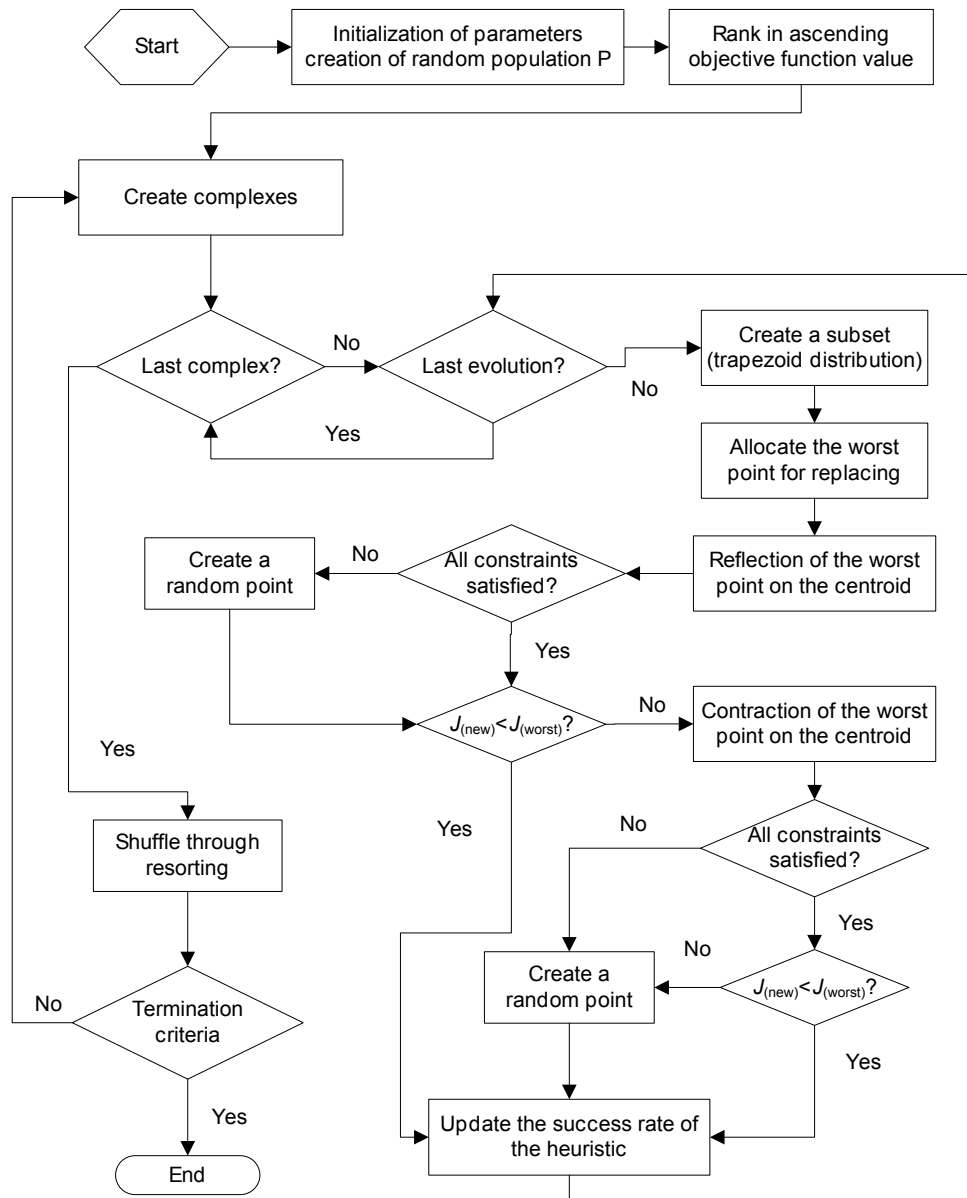 Start
Initialization of parameters
creation of random population P
Rank in ascending
objective function value
Create complexes
Last complex?
No
Last evolution?
No
Yes
Create a subset
(trapezoid distribution)
Allocate the worst
point for replacing
Reflection of the worst
point on the centroid
All constraints
satisfied?
No
Create a
random point
Yes
J(new)<J(worst)?
No
Contraction of the worst
point on the centroid
Yes
Yes
Shuffle through
resorting
No
All constraints
satisfied?
Yes
No
J(new)<J(worst)?
Create a
random point
Yes
No
Termination
criteria
Yes
Update the success rate of
the heuristic
End